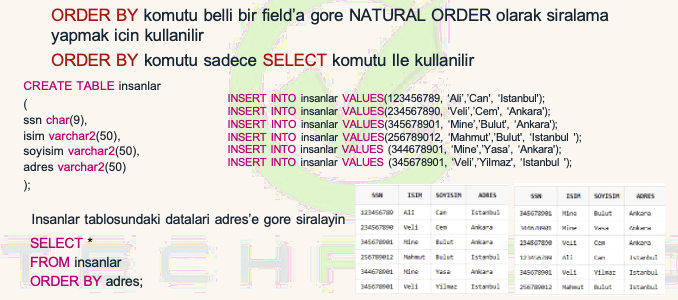 ORDER BY komutu belli bir field’a gore NATURAL ORDER olarak siralama
yapmak icin kullanilir
ORDER BY komutu sadece SELECT komutu Ile kullanilir
CREATE TABLE insanlar
(
ssn char(9),
isim varchar2(50),
soyisim varchar2(50),
adres varchar2(50)
);
INSERT INTO insanlar VALUES(123456789, ‘Ali’,’Can’, ‘Istanbul’);
INSERT INTO insanlar VALUES(234567890, ‘Veli’,’Cem’, ‘Ankara’);
INSERT INTO insanlar VALUES(345678901, ‘Mine’,’Bulut’, ‘Ankara’);
INSERT INTO insanlar VALUES(256789012, ‘Mahmut’,’Bulut’, ‘Istanbul ’);
INSERT INTO insanlar VALUES (344678901, ‘Mine’,’Yasa’, ‘Ankara’);
INSERT INTO insanlar VALUES (345678901, ‘Veli’,’Yilmaz’, ‘Istanbul ’);
Insanlar tablosundaki datalari adres’e gore siralayin
SELECT *
FROM insanlar
ORDER BY adres;
SSN ISIM SOYISIM ADRES
123456789 Ali Can Istanbul
234567890 Veli Cem Ankara
345678901 Mine Bulut Ankara
256789012 Mahmut Bulut Istanbul
344678901 Mine Yasa Ankara
345678901 Veli Yilmaz Istanbul
SSN ISIM SOYISIM ADRES
345678901 Mine Bulut Ankara
344678901 Mine Yasa Ankara
234567890 Veli Cem Ankara
123456789 Ali Can Istanbul
345678901 Veli Yilmaz Istanbul
256789012 Mahmut Bulut Istanbul